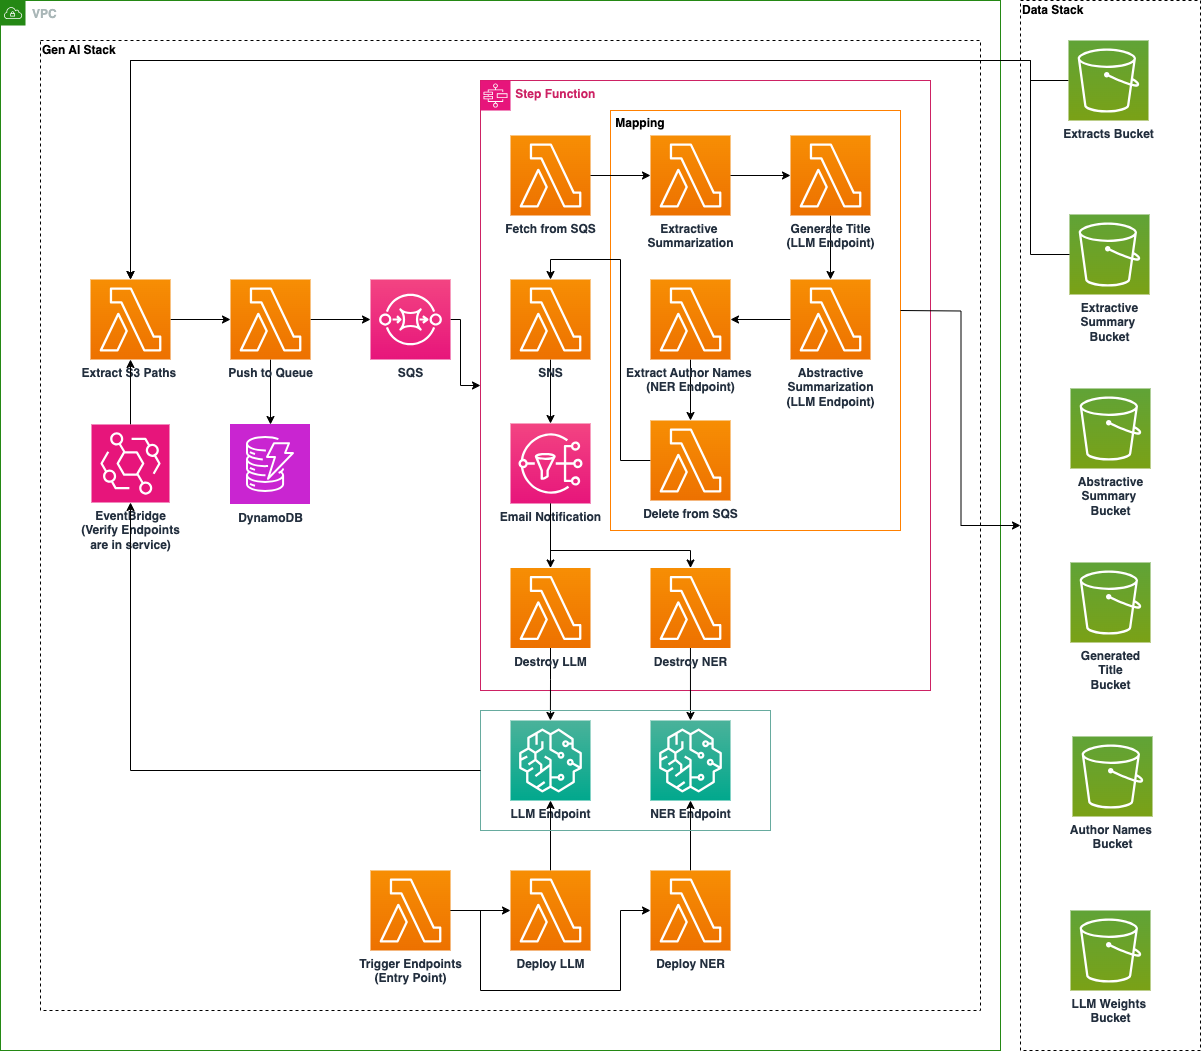 VPC
Data Stack
Gen AI Stack
Step Function
Mapping
Extracts Bucket
Fetch from SQS
Extractive
Summarization
Generate Title
(LLM Endpoint)
Extractive
Summary
Bucket
Extract S3 Paths
Push to Queue
SQS
SNS
Extract Author Names
(NER Endpoint)
Abstractive
Summarization
(LLM Endpoint)
Abstractive
Summary
Bucket
EventBridge
(Verify Endpoints
are in service)
DynamoDB
Email Notification
Delete from SQS
Destroy LLM
Destroy NER
Generated
Title
Bucket
LLM Endpoint
NER Endpoint
Author Names
Bucket
Trigger Endpoints
(Entry Point)
Deploy LLM
Deploy NER
LLM Weights
Bucket